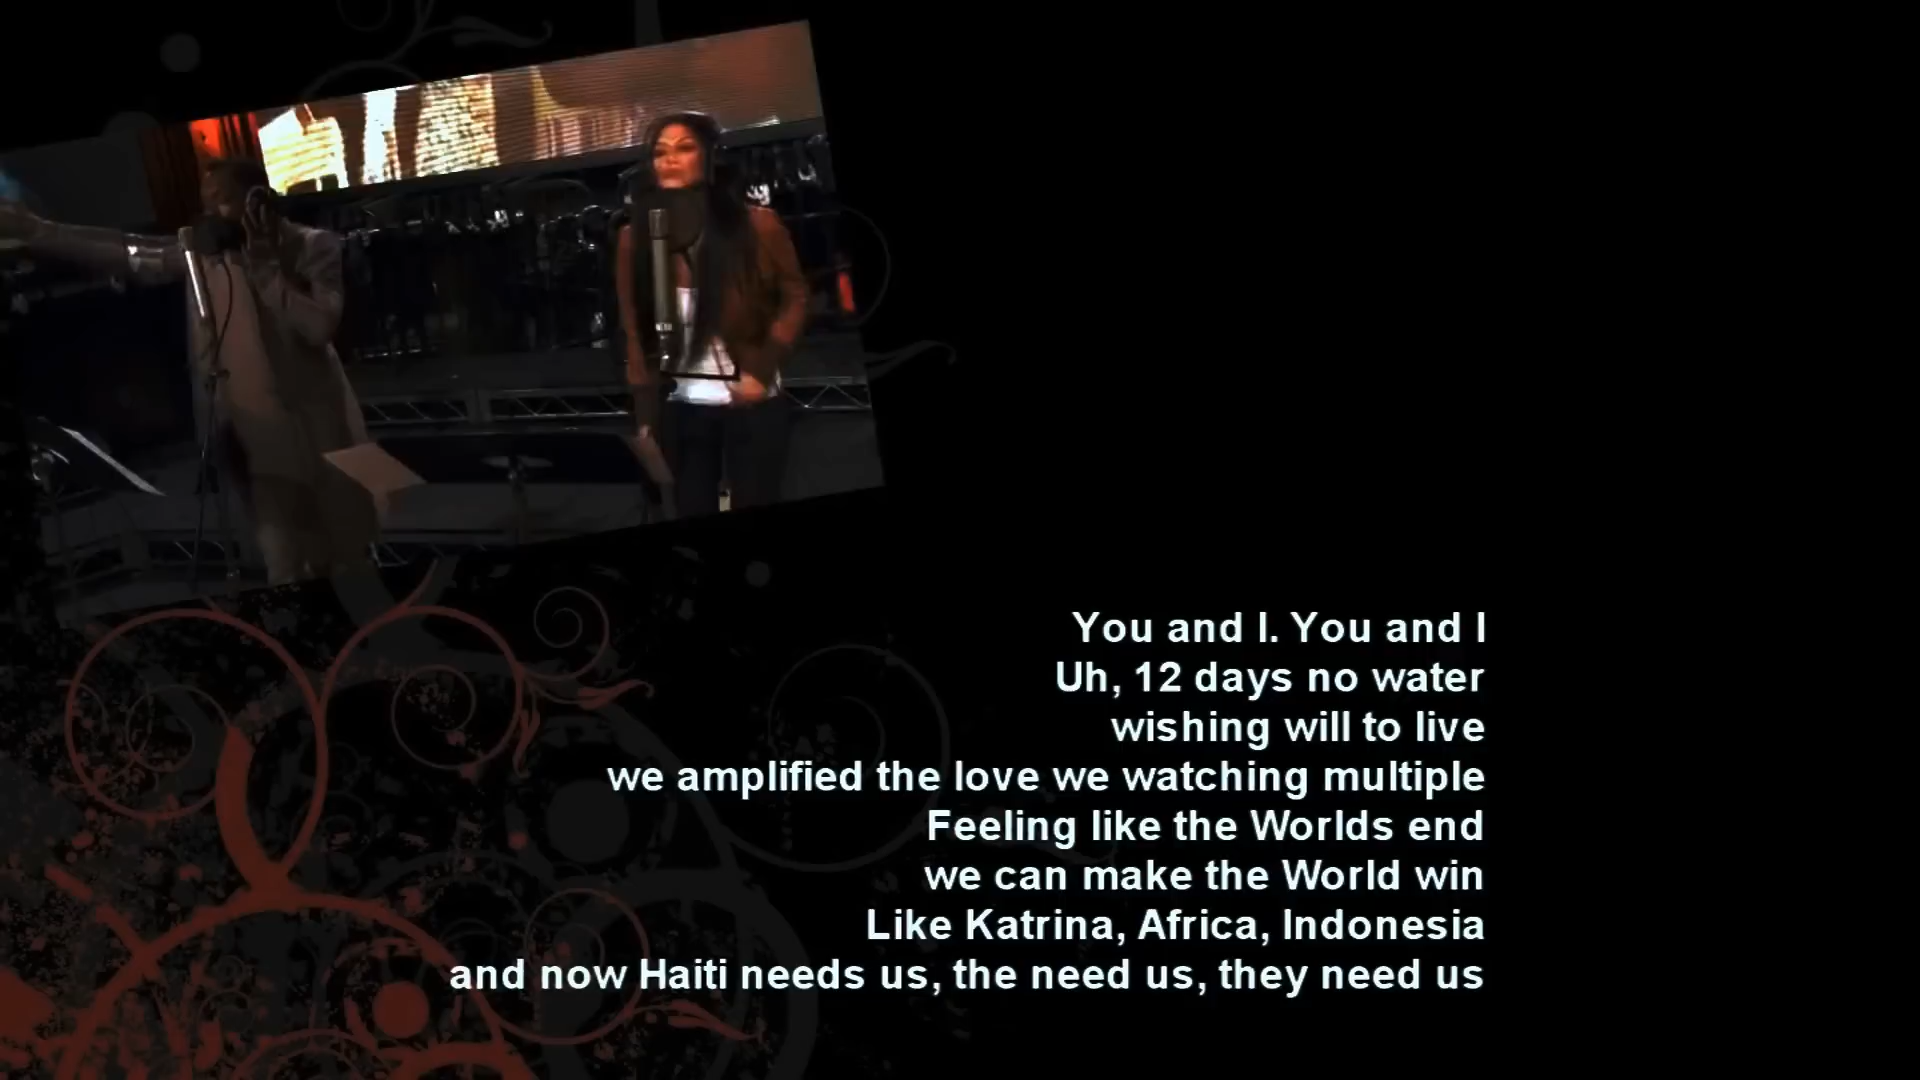 You and I. You and I
Uh, 12 days no water
wishing will to live
we amplified the love we watching multiple
Feeling like the Worlds end
we can make the World win
Like Katrina, Africa, Indonesia
and now Haiti needs us, the need us, they need us